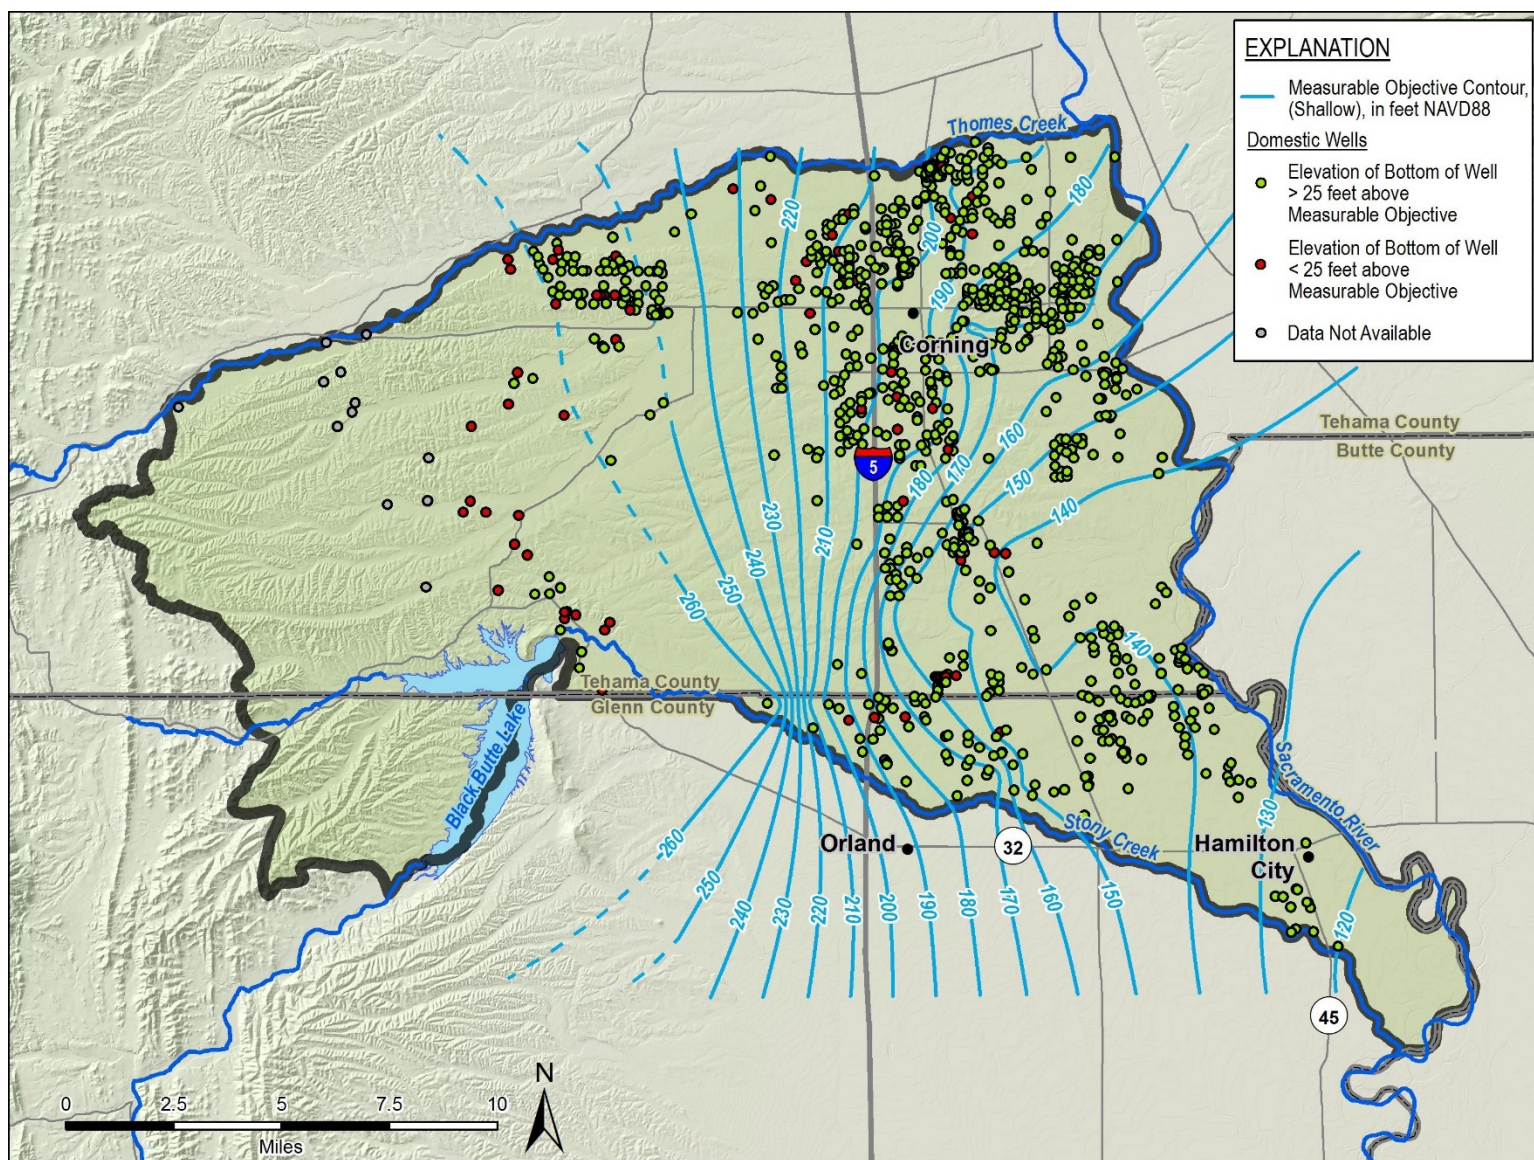 EXPLANATION
Measurable Objective Contour,
(Shallow), in feet NAVD88
Domestic Wells
Elevation of Bottom of Well
> 25 feet above
Measurable Objective
Elevation of Bottom of Well
< 25 feet above
Measurable Objective
Data Not Available
Thomes Creek
180
220
200
190
Corning
Tehama County
Butte County
160
5
180
170
150
140
230
210
240
250
260
140
Tehama County
Glenn County
Black Butte Lake
Sacramento River
130
Orland
32
Stony Creek
Hamilton
City
260
250
240
230
220
210
200
190
180
170
160
150
120
45
N
0
2.5
5
7.5
10
Miles